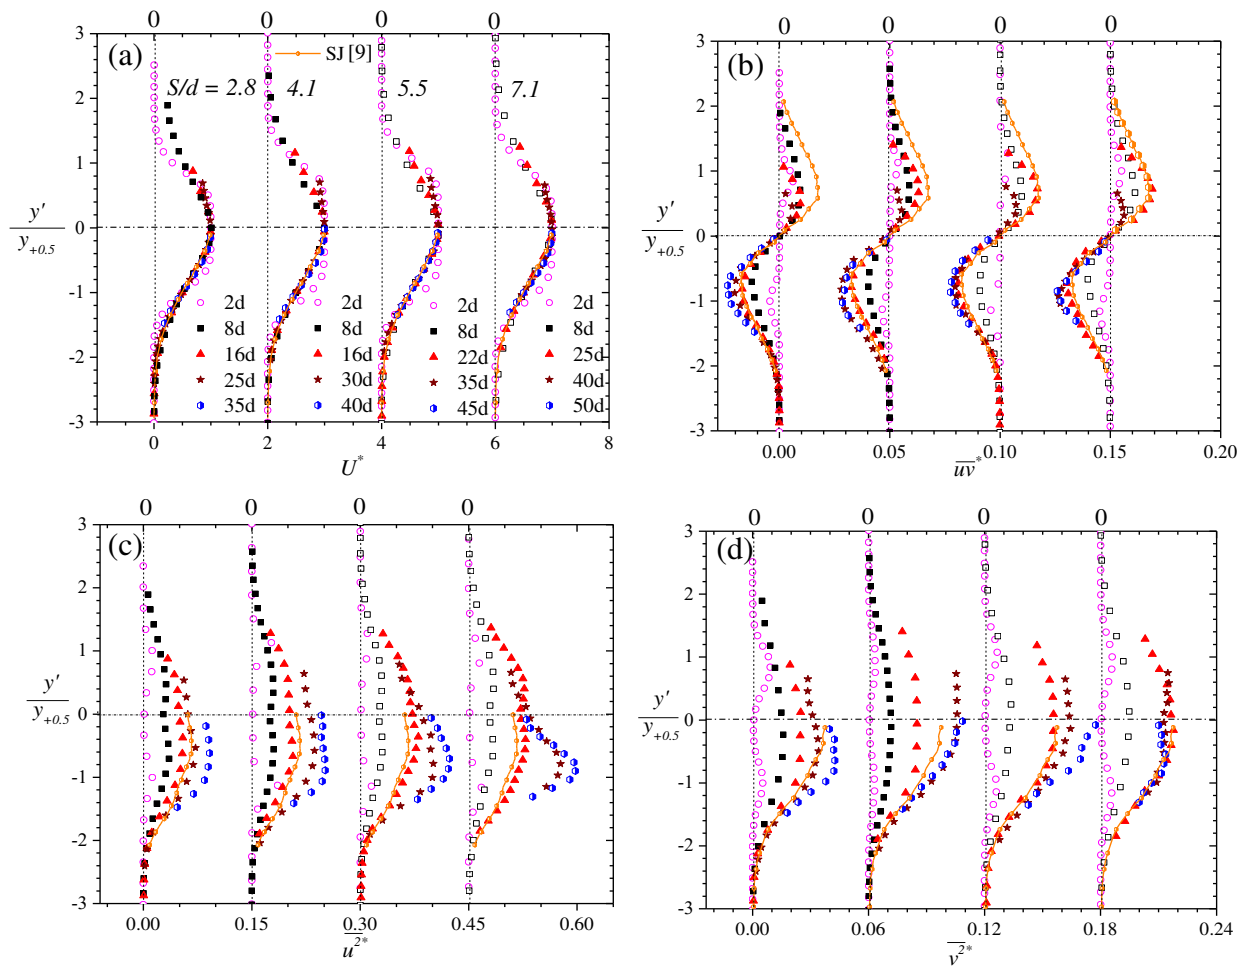 0 0 0 0
(a) SJ [9]
S/d = 2.8 4.1 5.5 7.1
3
2
1
0
-1
-2
-3
y′
y+0.5
2d 2d 2d 2d
8d 8d 8d 8d
16d 16d 22d 25d
25d 30d 35d 40d
35d 40d 45d 50d
0 2 4 6 8
U*
0 0 0 0
(b)
3
2
1
0
-1
-2
-3
y′
y+0.5
0.00 0.05 0.10 0.15 0.20
uv*
0 0 0 0
(c)
3
2
1
0
-1
-2
-3
y′
y+0.5
0.00 0.15 0.30 0.45 0.60
u²*
0 0 0 0
(d)
3
2
1
0
-1
-2
-3
y′
y+0.5
0.00 0.06 0.12 0.18 0.24
v²*